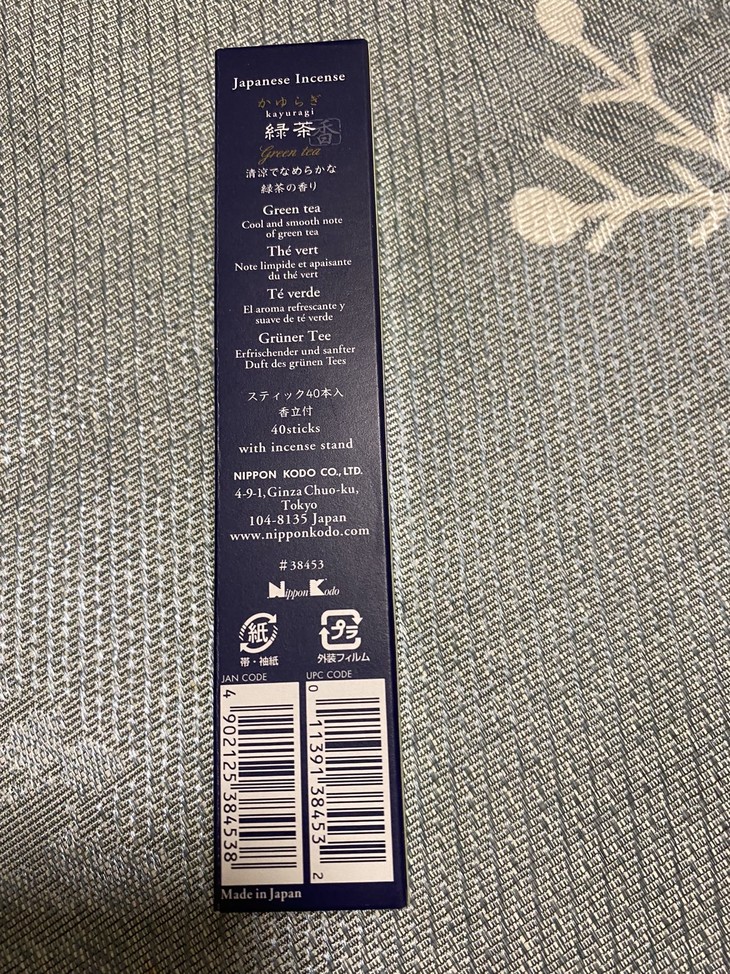 Japanese Incense
かゆらぎ
kayuragi
緑茶
香
Green tea
清涼でなめらかな
緑茶の香り
Green tea
Cool and smooth note
of green tea
Thé vert
Note limpide et apaisante
du thé vert
Té verde
El aroma refrescante y
suave de té verde
Grüner Tee
Erfrischender und sanfter
Duft des grünen Tees
スティック40本入
香立付
40sticks
with incense stand
NIPPON KODO CO., LTD.
4-9-1, Ginza Chuo-ku,
Tokyo
104-8135 Japan
www.nipponkodo.com
#38453
Nippon Kodo
紙
帯・袖紙
プラ
外装フィルム
JAN CODE
4 902125 384538
UPC CODE
0 11391 38453 2
Made in Japan